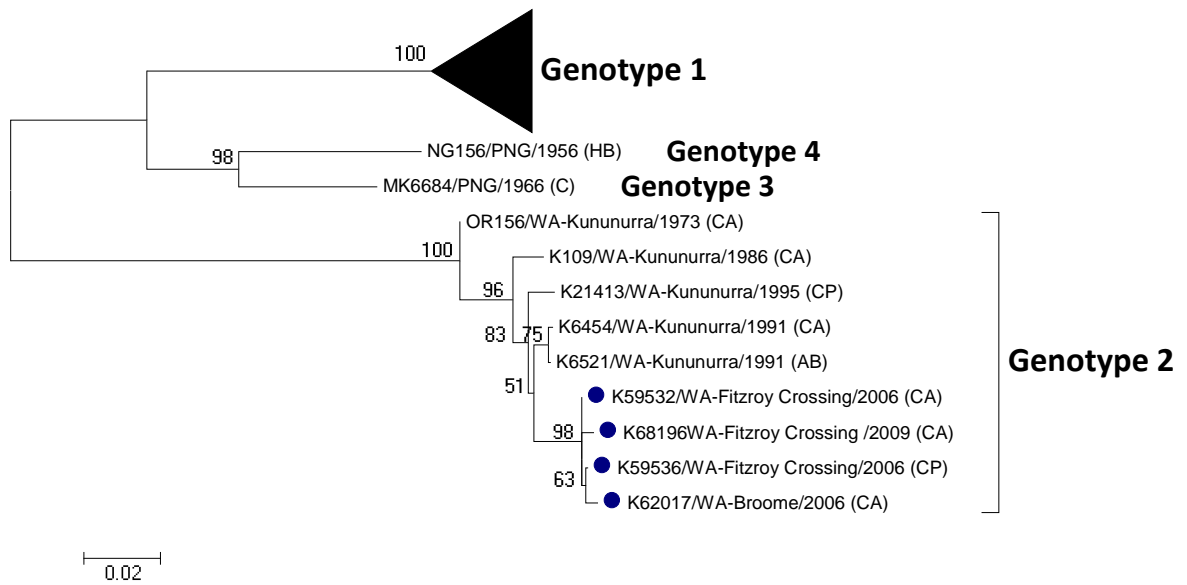 100
Genotype 1
98
NG156/PNG/1956 (HB)
Genotype 4
MK6684/PNG/1966 (C)
Genotype 3
OR156/WA-Kununurra/1973 (CA)
100
K109/WA-Kununurra/1986 (CA)
96
K21413/WA-Kununurra/1995 (CP)
83
75
K6454/WA-Kununurra/1991 (CA)
K6521/WA-Kununurra/1991 (AB)
Genotype 2
51
K59532/WA-Fitzroy Crossing/2006 (CA)
98
K68196WA-Fitzroy Crossing /2009 (CA)
K59536/WA-Fitzroy Crossing/2006 (CP)
63
K62017/WA-Broome/2006 (CA)
0.02